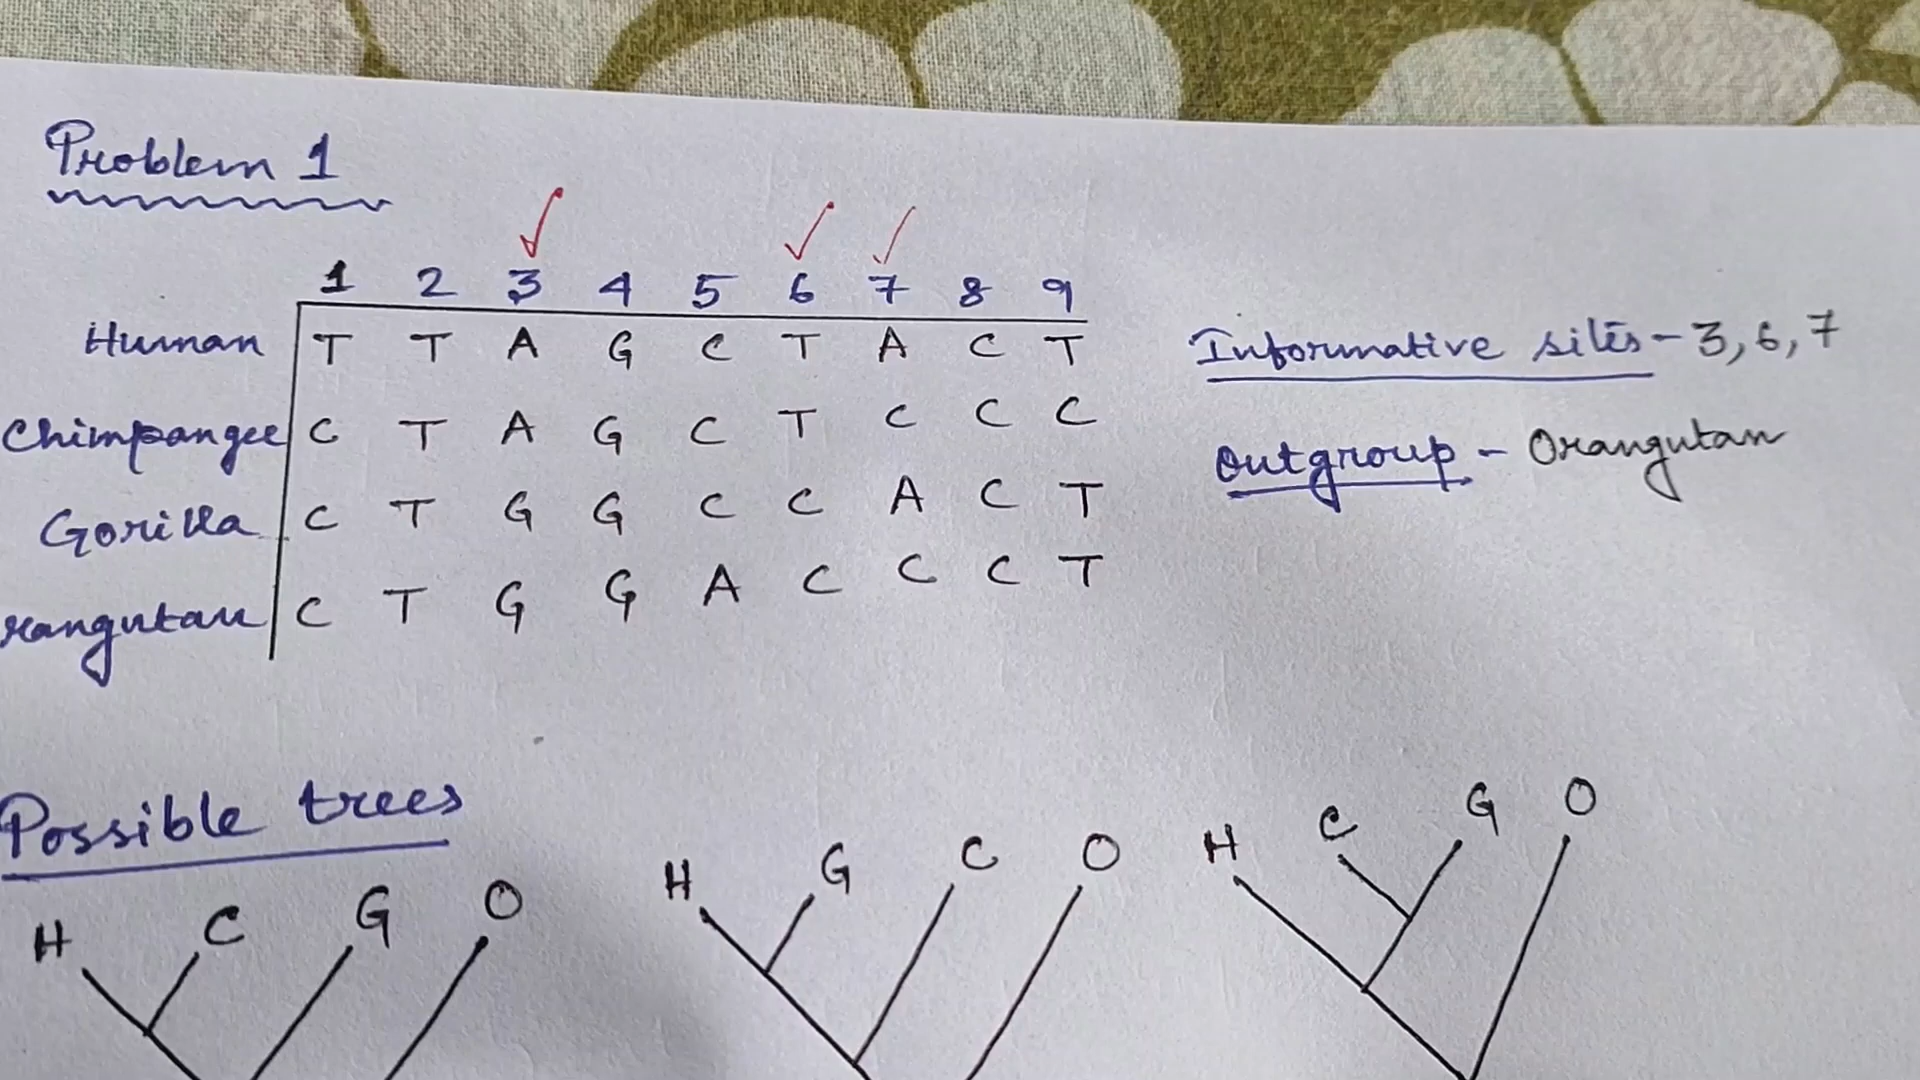 Problem 1
1 2 3 4 5 6 7 8 9
Human T T A G C T A C T
Chimpangee C T A G C T C C C
Gorilla C T G G C C A C T
rangutan C T G G A C C C T
Informative sites - 3, 6, 7
Outgroup - Orangutan
Possible trees
H C G O
H G C O
H C G O